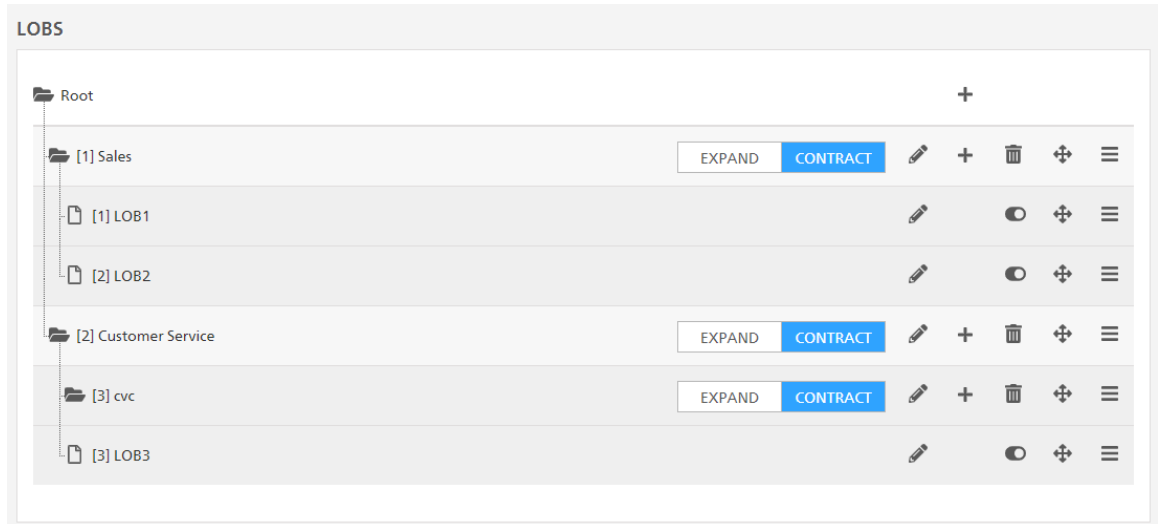 LOBS
Root
[1] Sales EXPAND CONTRACT
[1] LOB1
[2] LOB2
[2] Customer Service EXPAND CONTRACT
[3] cvc EXPAND CONTRACT
[3] LOB3